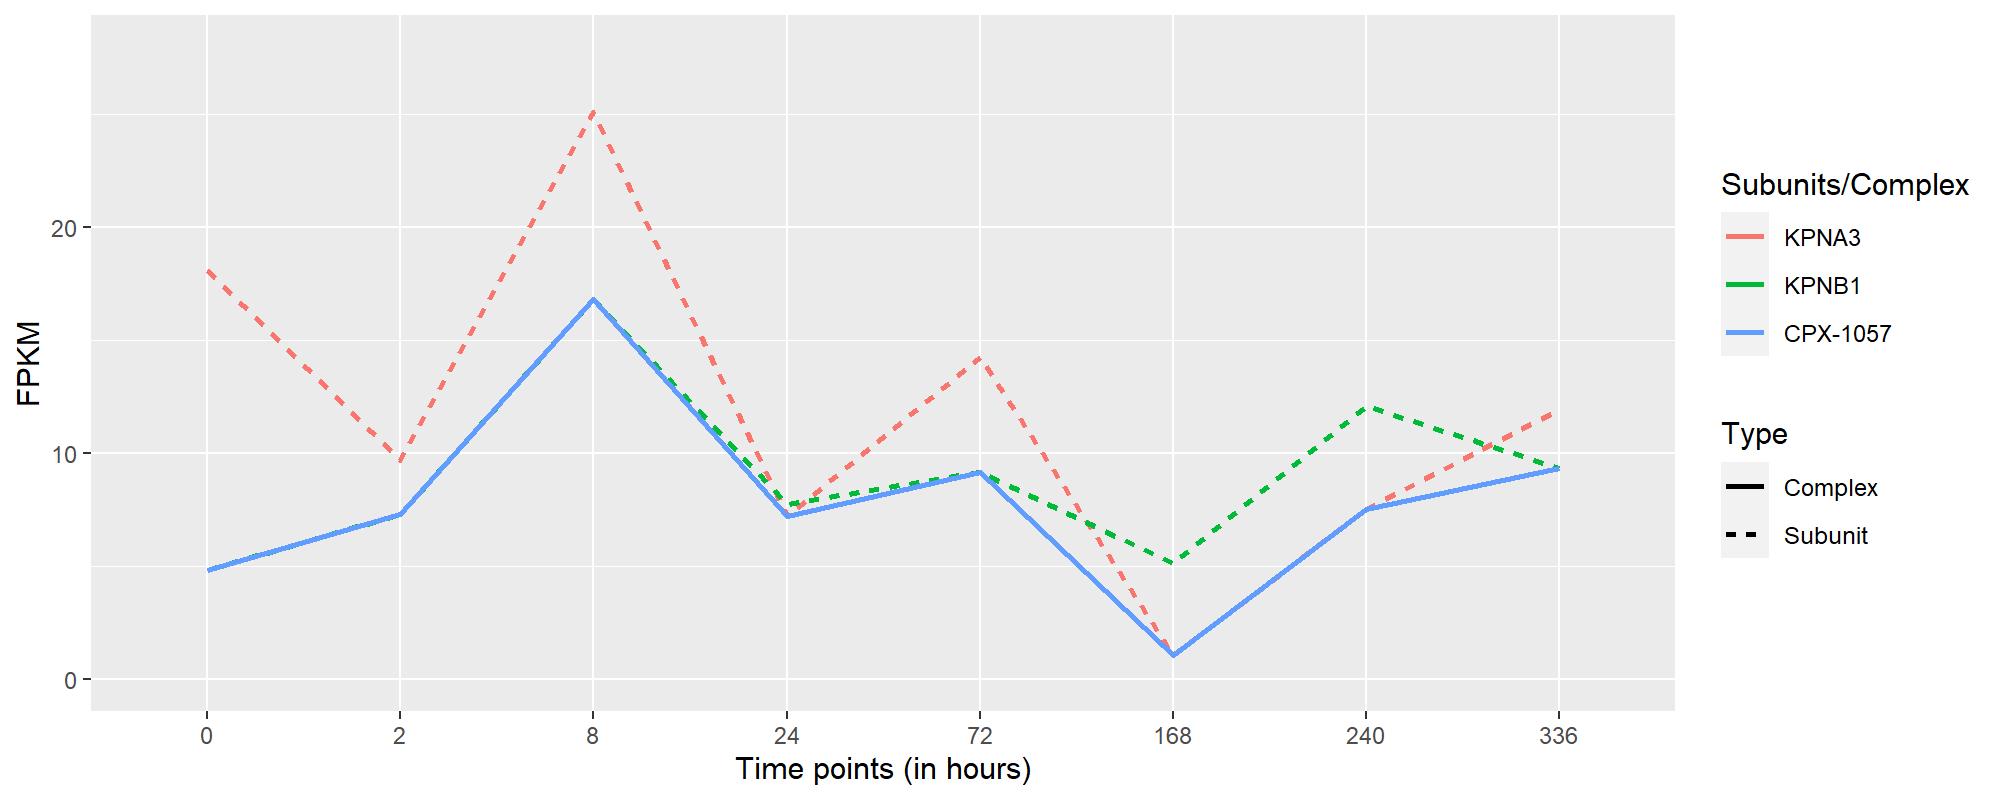 FPKM
20
10
0
0 2 8 24 72 168 240 336
Time points (in hours)
Subunits/Complex
KPNA3
KPNB1
CPX-1057
Type
Complex
Subunit